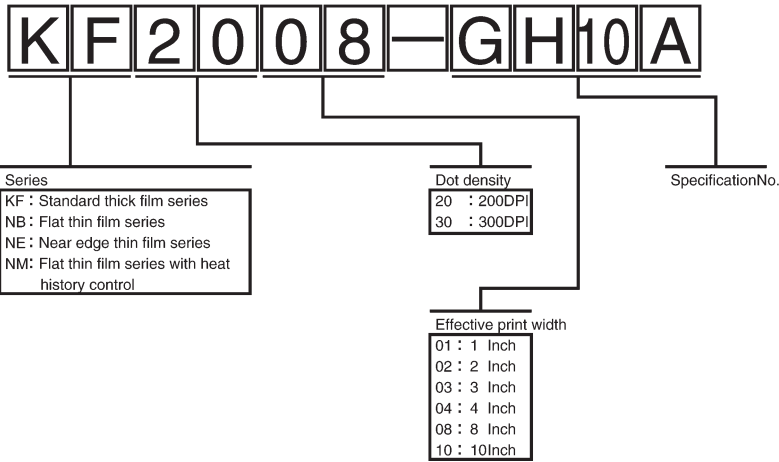 KF2008-GH10A
Series
KF: Standard thick film series
NB: Flat thin film series
NE: Near edge thin film series
NM: Flat thin film series with heat
history control
Dot density
20 : 200DPI
30 : 300DPI
SpecificationNo.
Effective print width
01: 1 Inch
02: 2 Inch
03: 3 Inch
04: 4 Inch
08: 8 Inch
10: 10Inch